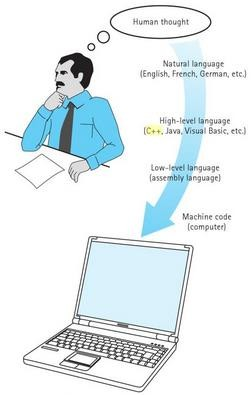 Human thought
Natural language
(English, French, German, etc.)
High-level language
(C++, Java, Visual Basic, etc.)
Low-level language
(assembly language)
Machine code
(computer)